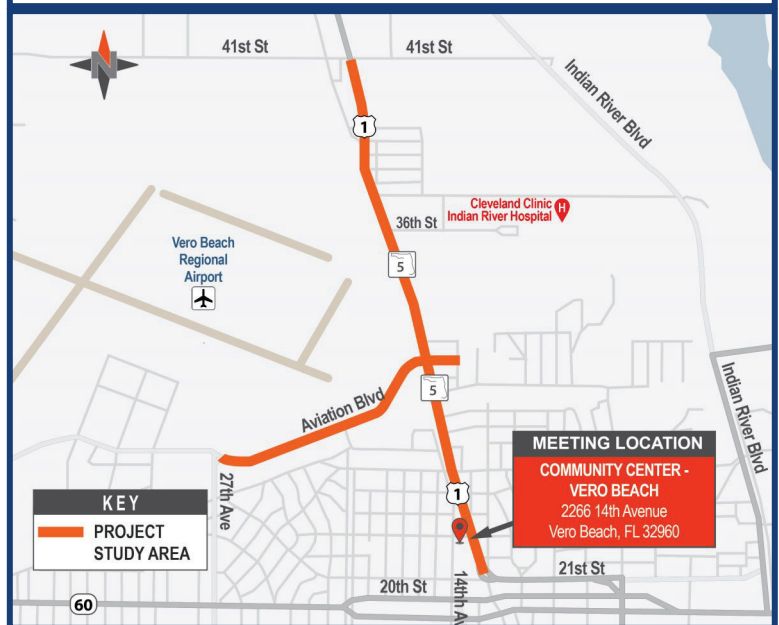 41st St
41st St
Indian River Blvd
1
Cleveland Clinic
Indian River Hospital
H
36th St
Vero Beach
Regional
Airport
5
5
Aviation Blvd
Indian River Blvd
MEETING LOCATION
COMMUNITY CENTER -
VERO BEACH
2266 14th Avenue
Vero Beach, FL 32960
27th Ave
1
KEY
PROJECT
STUDY AREA
21st St
20th St
14thh Av
60
N